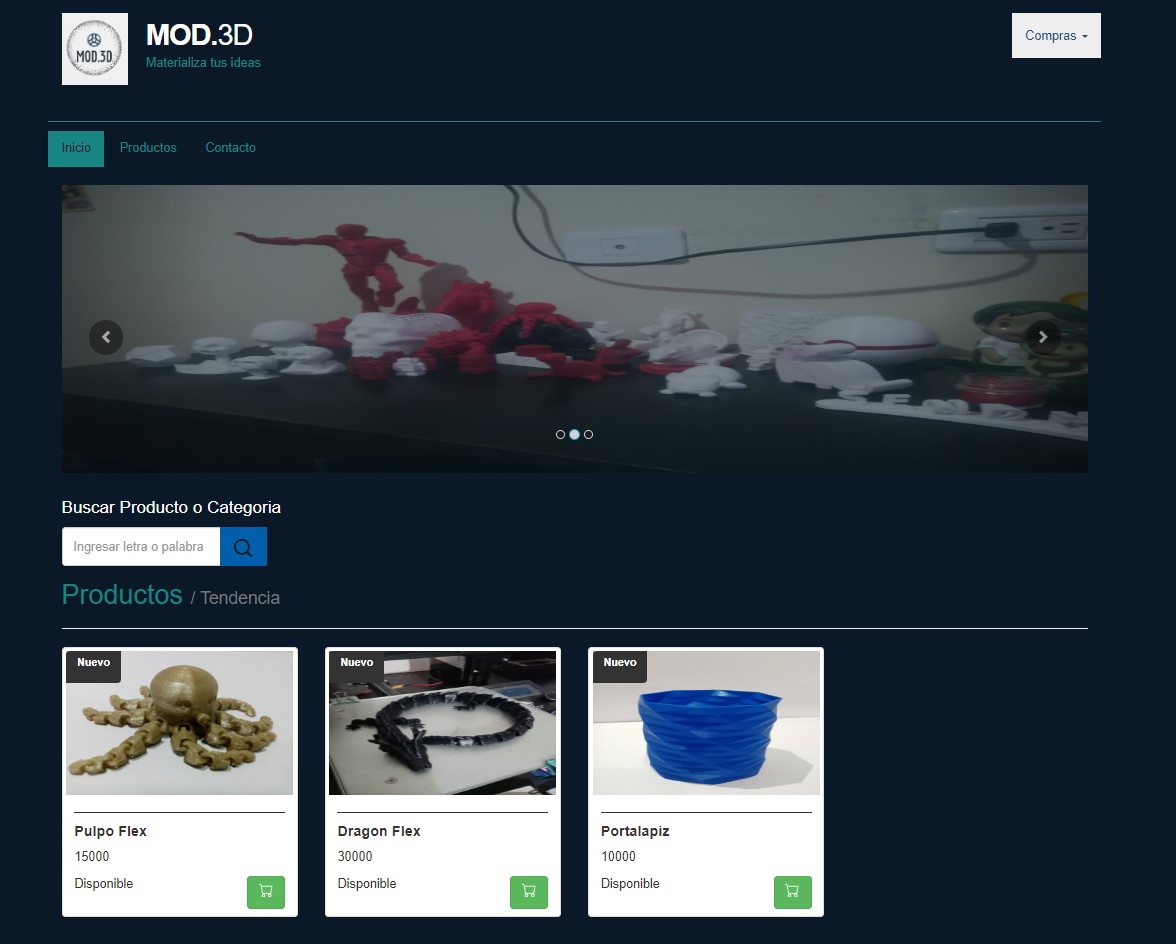 MOD.3D
MOD.3D
Materializa tus ideas
Compras
Inicio
Productos
Contacto
Buscar Producto o Categoria
Ingresar letra o palabra
Productos / Tendencia
Nuevo
Pulpo Flex
15000
Disponible
Nuevo
Dragon Flex
30000
Disponible
Nuevo
Portalapiz
10000
Disponible